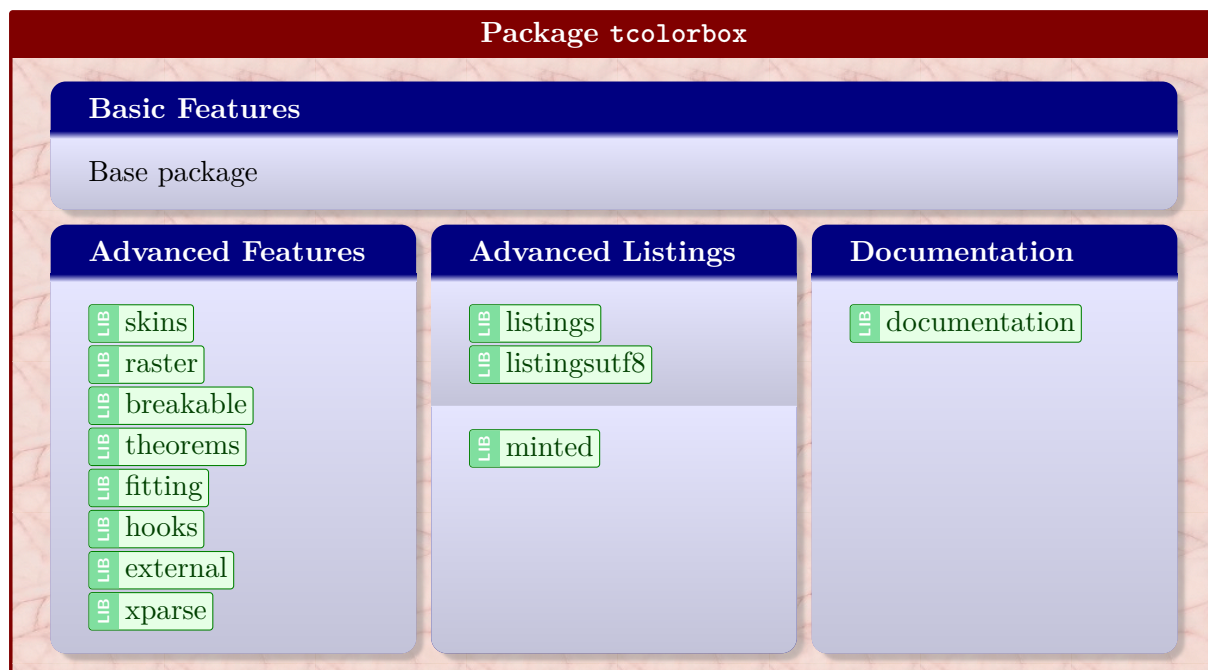 Package tcolorbox
Basic Features
Base package
Advanced Features
LIB skins
LIB raster
LIB breakable
LIB theorems
LIB fitting
LIB hooks
LIB external
LIB xparse
Advanced Listings
LIB listings
LIB listingsutf8
LIB minted
Documentation
LIB documentation